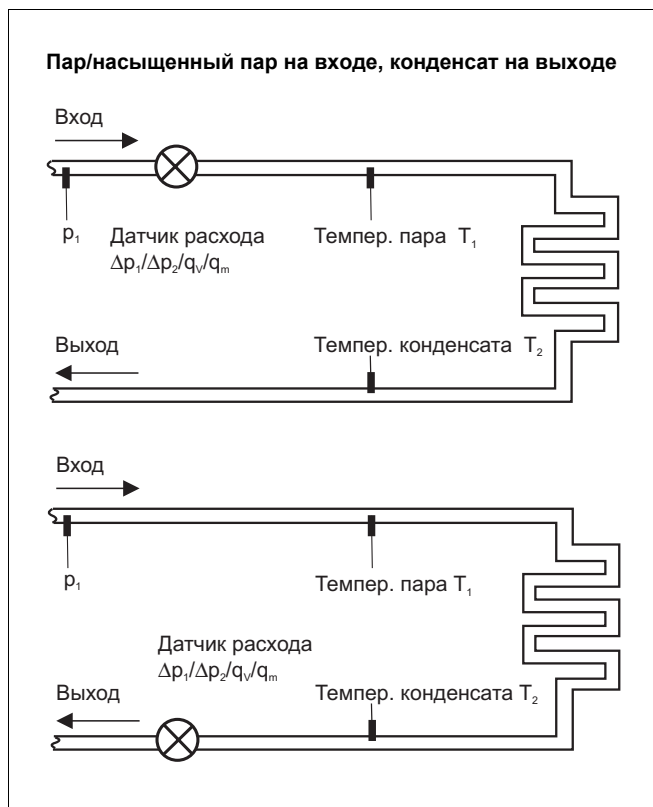 Пар/насыщенный пар на входе, конденсат на выходе
Вход
p₁
Датчик расхода
Δp₁/Δp₂/qᵥ/qₘ
Темпер. пара T₁
Выход
Темпер. конденсата T₂
Вход
p₁
Темпер. пара T₁
Датчик расхода
Δp₁/Δp₂/qᵥ/qₘ
Выход
Темпер. конденсата T₂